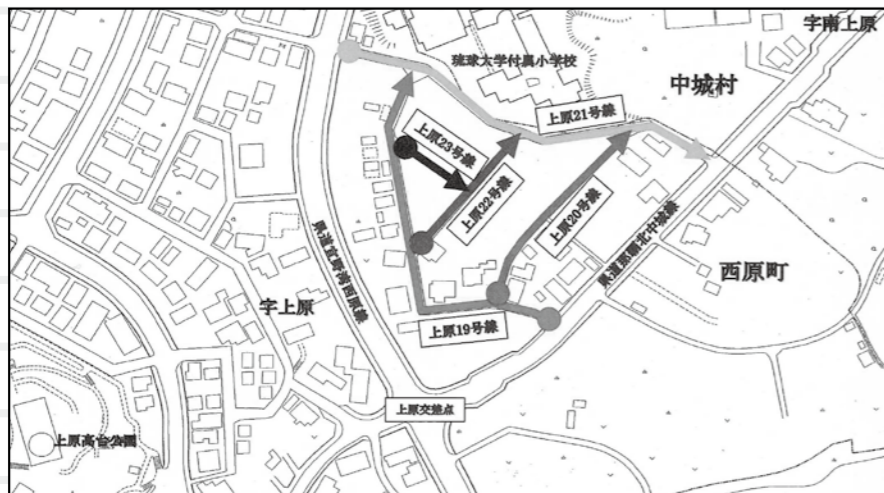 字南上原
琉球大学付属小学校
中城村
上原21号線
上原23号線
上原22号線
上原20号線
県道那覇北中城線
西原町
県道宜野湾西原線
字上原
上原19号線
上原交差点
上原高台公園